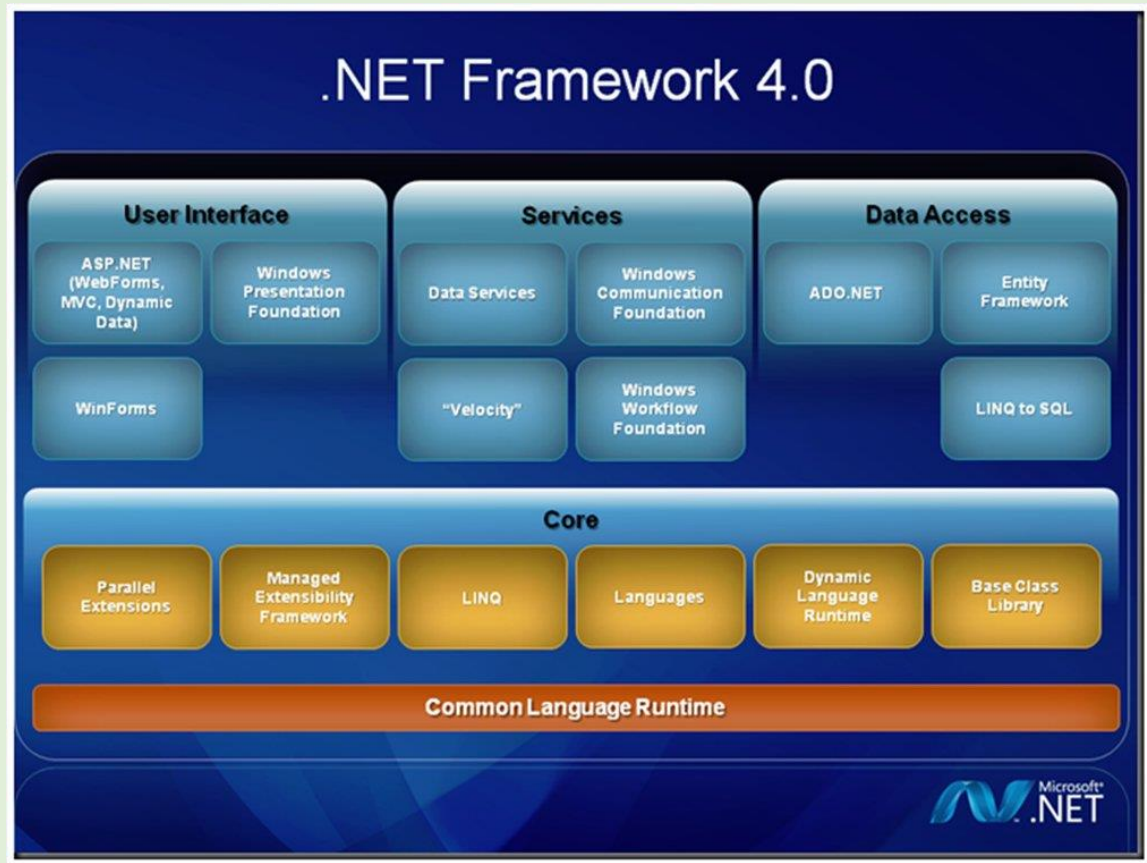 .NET Framework 4.0
User Interface
ASP.NET
(WebForms,
MVC, Dynamic
Data)
Windows
Presentation
Foundation
WinForms
Services
Data Services
Windows
Communication
Foundation
"Velocity"
Windows
Workflow
Foundation
Data Access
ADO.NET
Entity
Framework
LINQ to SQL
Core
Parallel
Extensions
Managed
Extensibility
Framework
LINQ
Languages
Dynamic
Language
Runtime
Base Class
Library
Common Language Runtime
Microsoft®
.NET